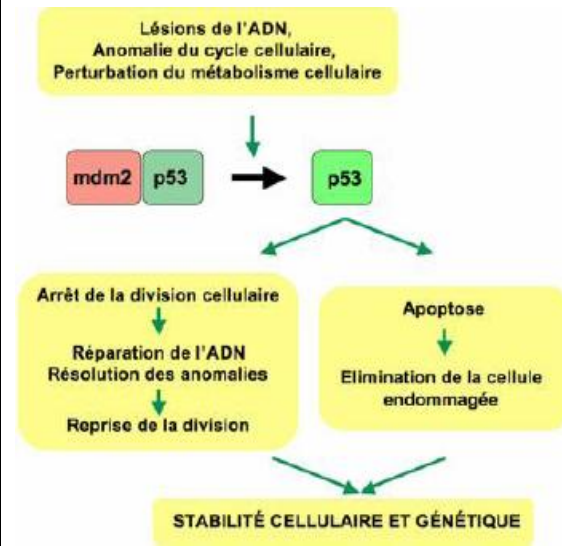 Lésions de l'ADN,
Anomalie du cycle cellulaire,
Perturbation du métabolisme cellulaire
mdm2 p53 p53
Arrêt de la division cellulaire
Réparation de l'ADN
Résolution des anomalies
Reprise de la division
Apoptose
Elimination de la cellule
endommagée
STABILITÉ CELLULAIRE ET GÉNÉTIQUE